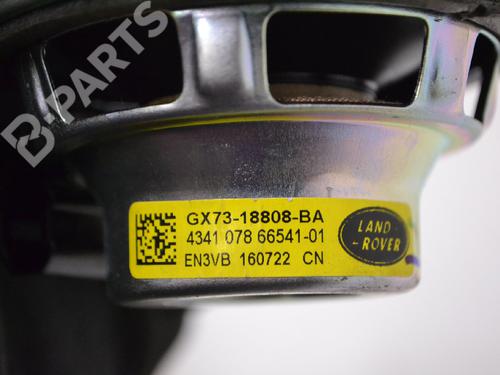 B-PARTS
GX73-18808-BA
4341 078 66541-01
EN3VB 160722 CN
LAND
- ROVER